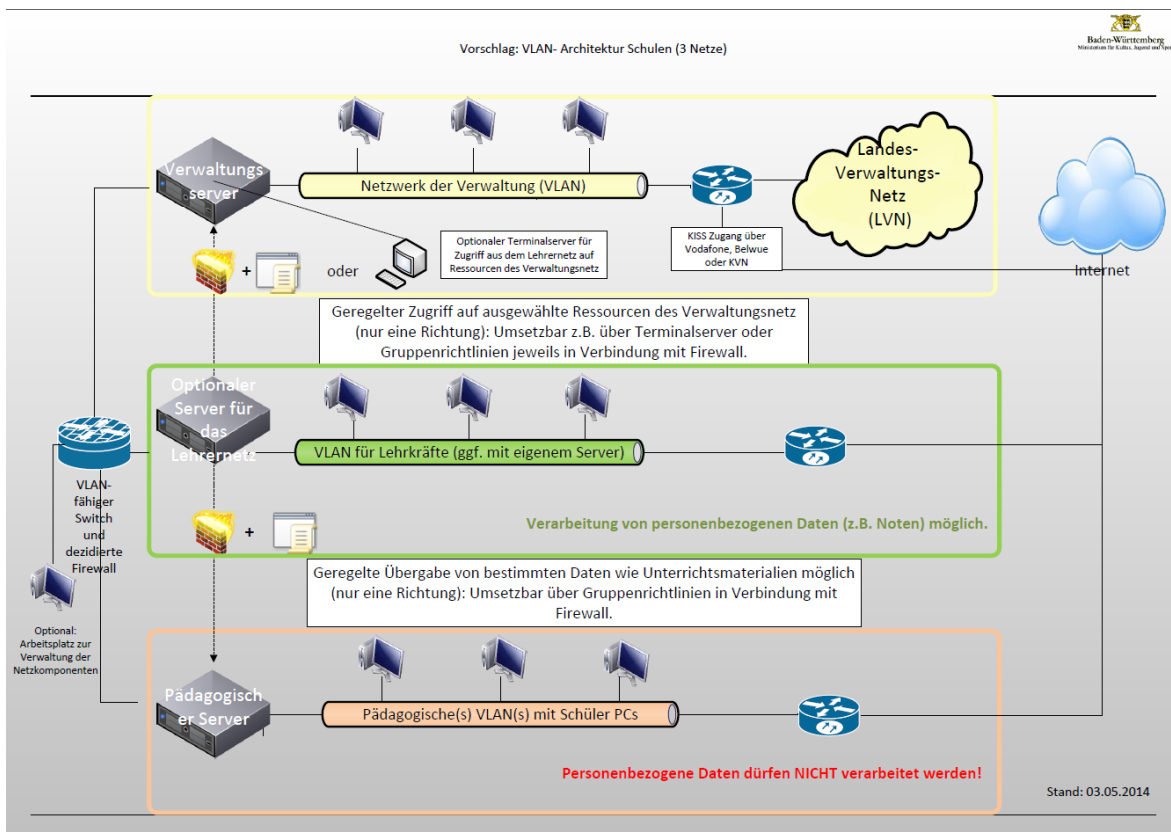 Vorschlag: VLAN- Architektur Schulen (3 Netze)
Baden-Württemberg
Verwaltungs
server
Netzwerk der Verwaltung (VLAN)
Landes-
Verwaltungs-
Netz
(LVN)
KISS Zugang über
Vodafone, Belwue
oder KVN
Internet
+
oder
Optionaler Terminalserver für
Zugriff aus dem Lehrernetz auf
Ressourcen des Verwaltungsnetz
Geregelter Zugriff auf ausgewählte Ressourcen des Verwaltungsnetz
(nur eine Richtung): Umsetzbar z.B. über Terminalserver oder
Gruppenrichtlinien jeweils in Verbindung mit Firewall.
Optionaler
Server für
das
Lehrernetz
VLAN für Lehrkräfte (ggf. mit eigenem Server)
VLAN-
fähiger
Switch
und
dezidierte
Firewall
+
Verarbeitung von personenbezogenen Daten (z.B. Noten) möglich.
Geregelte Übergabe von bestimmten Daten wie Unterrichtsmaterialien möglich
(nur eine Richtung): Umsetzbar über Gruppenrichtlinien in Verbindung mit
Firewall.
Optional:
Arbeitsplatz zur
Verwaltung der
Netzkomponenten
Pädagogisch
er Server
Pädagogische(s) VLAN(s) mit Schüler PCs
Personenbezogene Daten dürfen NICHT verarbeitet werden!
Stand: 03.05.2014